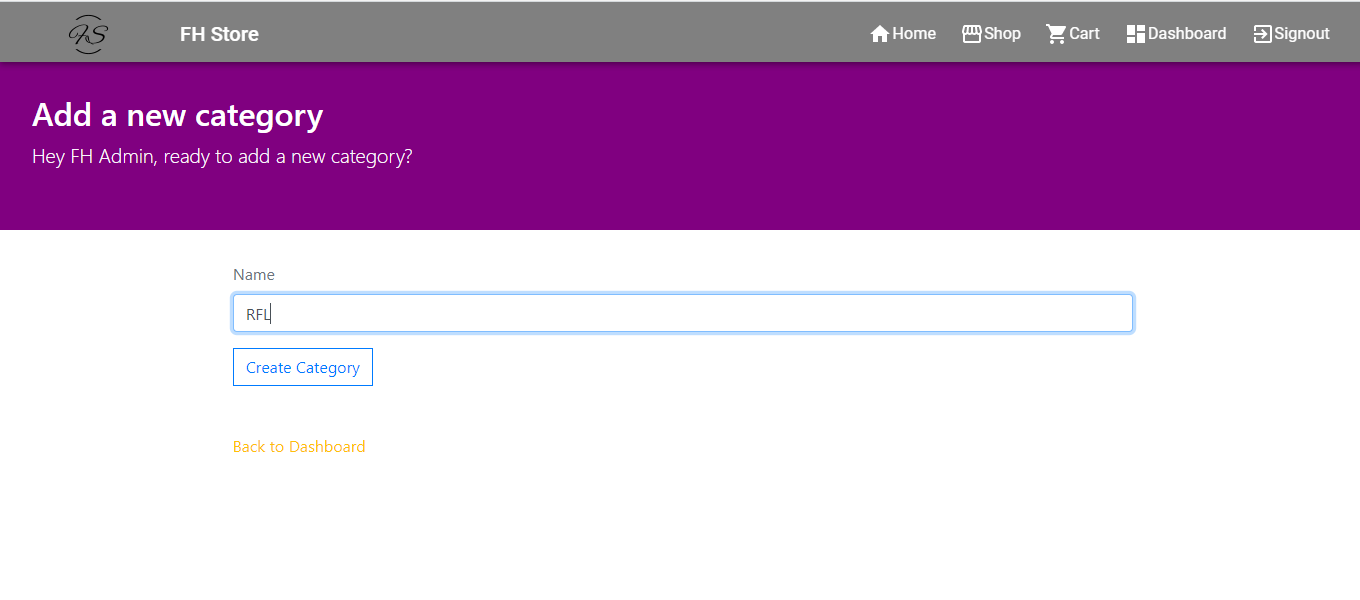 FS
FH Store
Home Shop Cart Dashboard Signout
Add a new category
Hey FH Admin, ready to add a new category?
Name
RFL
Create Category
Back to Dashboard